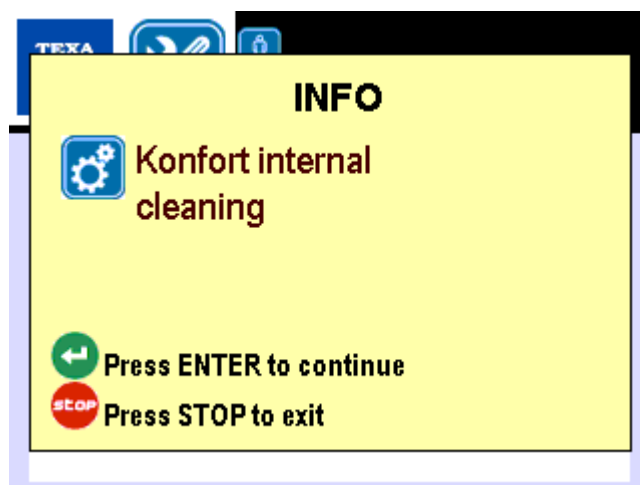 TEXA
INFO
Konfort internal
cleaning
Press ENTER to continue
stop Press STOP to exit